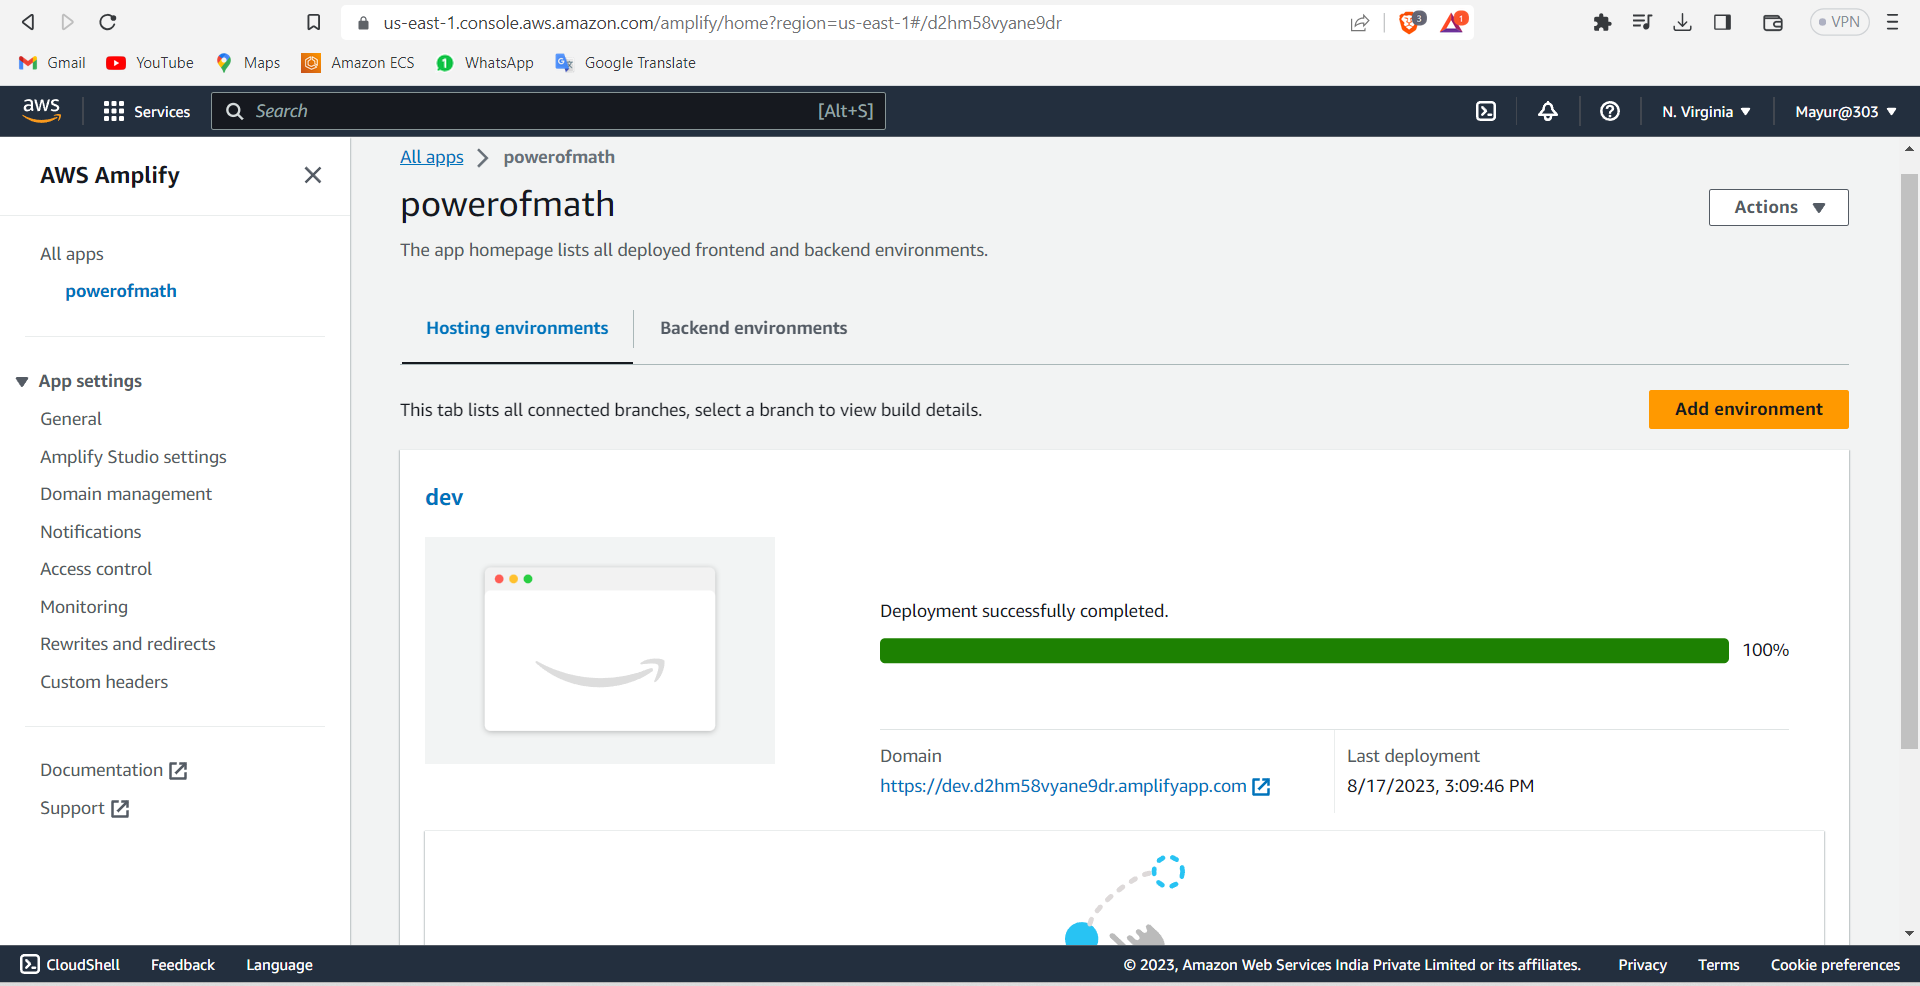 us-east-1.console.aws.amazon.com/amplify/home?region=us-east-1#/d2hm58vyane9dr
3
1
VPN
Gmail
YouTube
Maps
Amazon ECS
1
WhatsApp
Google Translate
aws
Services
Search
[Alt+S]
N. Virginia
Mayur@303
AWS Amplify
All apps
powerofmath
App settings
General
Amplify Studio settings
Domain management
Notifications
Access control
Monitoring
Rewrites and redirects
Custom headers
Documentation
Support
All apps
powerofmath
powerofmath
Actions
The app homepage lists all deployed frontend and backend environments.
Hosting environments
Backend environments
This tab lists all connected branches, select a branch to view build details.
Add environment
dev
Deployment successfully completed.
100%
Domain
https://dev.d2hm58vyane9dr.amplifyapp.com
Last deployment
8/17/2023, 3:09:46 PM
CloudShell
Feedback
Language
© 2023, Amazon Web Services India Private Limited or its affiliates.
Privacy
Terms
Cookie preferences